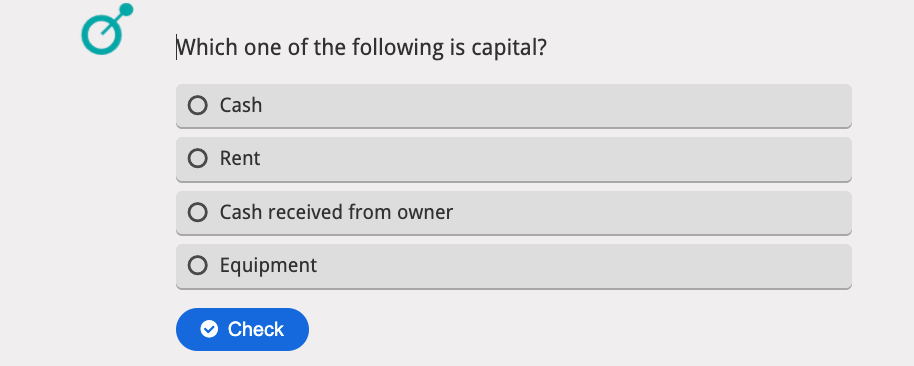 Which one of the following is capital?
Cash
Rent
Cash received from owner
Equipment
Check